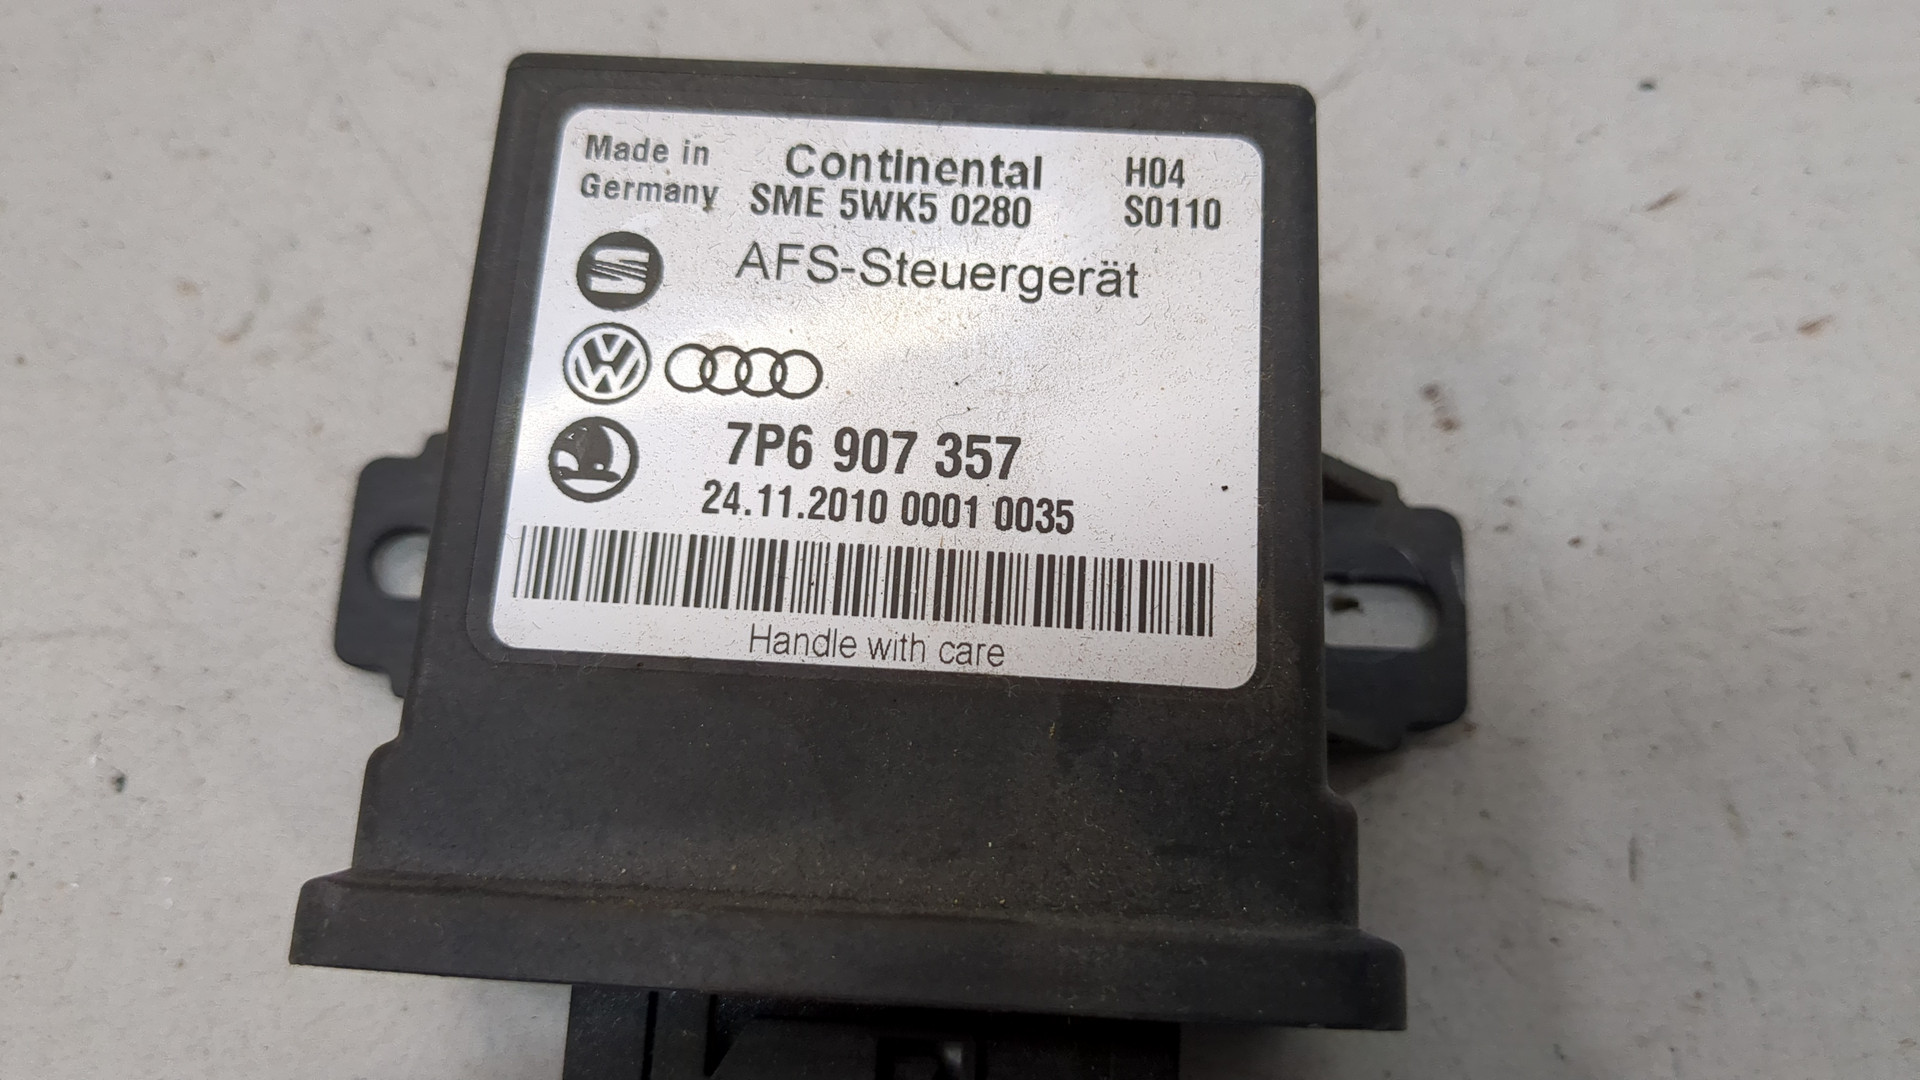 Made in
Germany
Continental
SME 5WK5 0280
H04
S0110
AFS-Steuergerät
7P6 907 357
24.11.2010 0001 0035
Handle with care